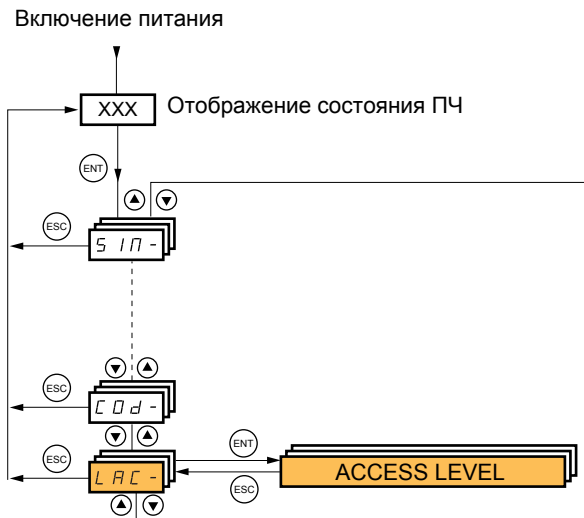 Включение питания
XXX
Отображение состояния ПЧ
ENT
ESC
SIM-
ESC
COd-
ESC
LAC-
ENT
ESC
ACCESS LEVEL